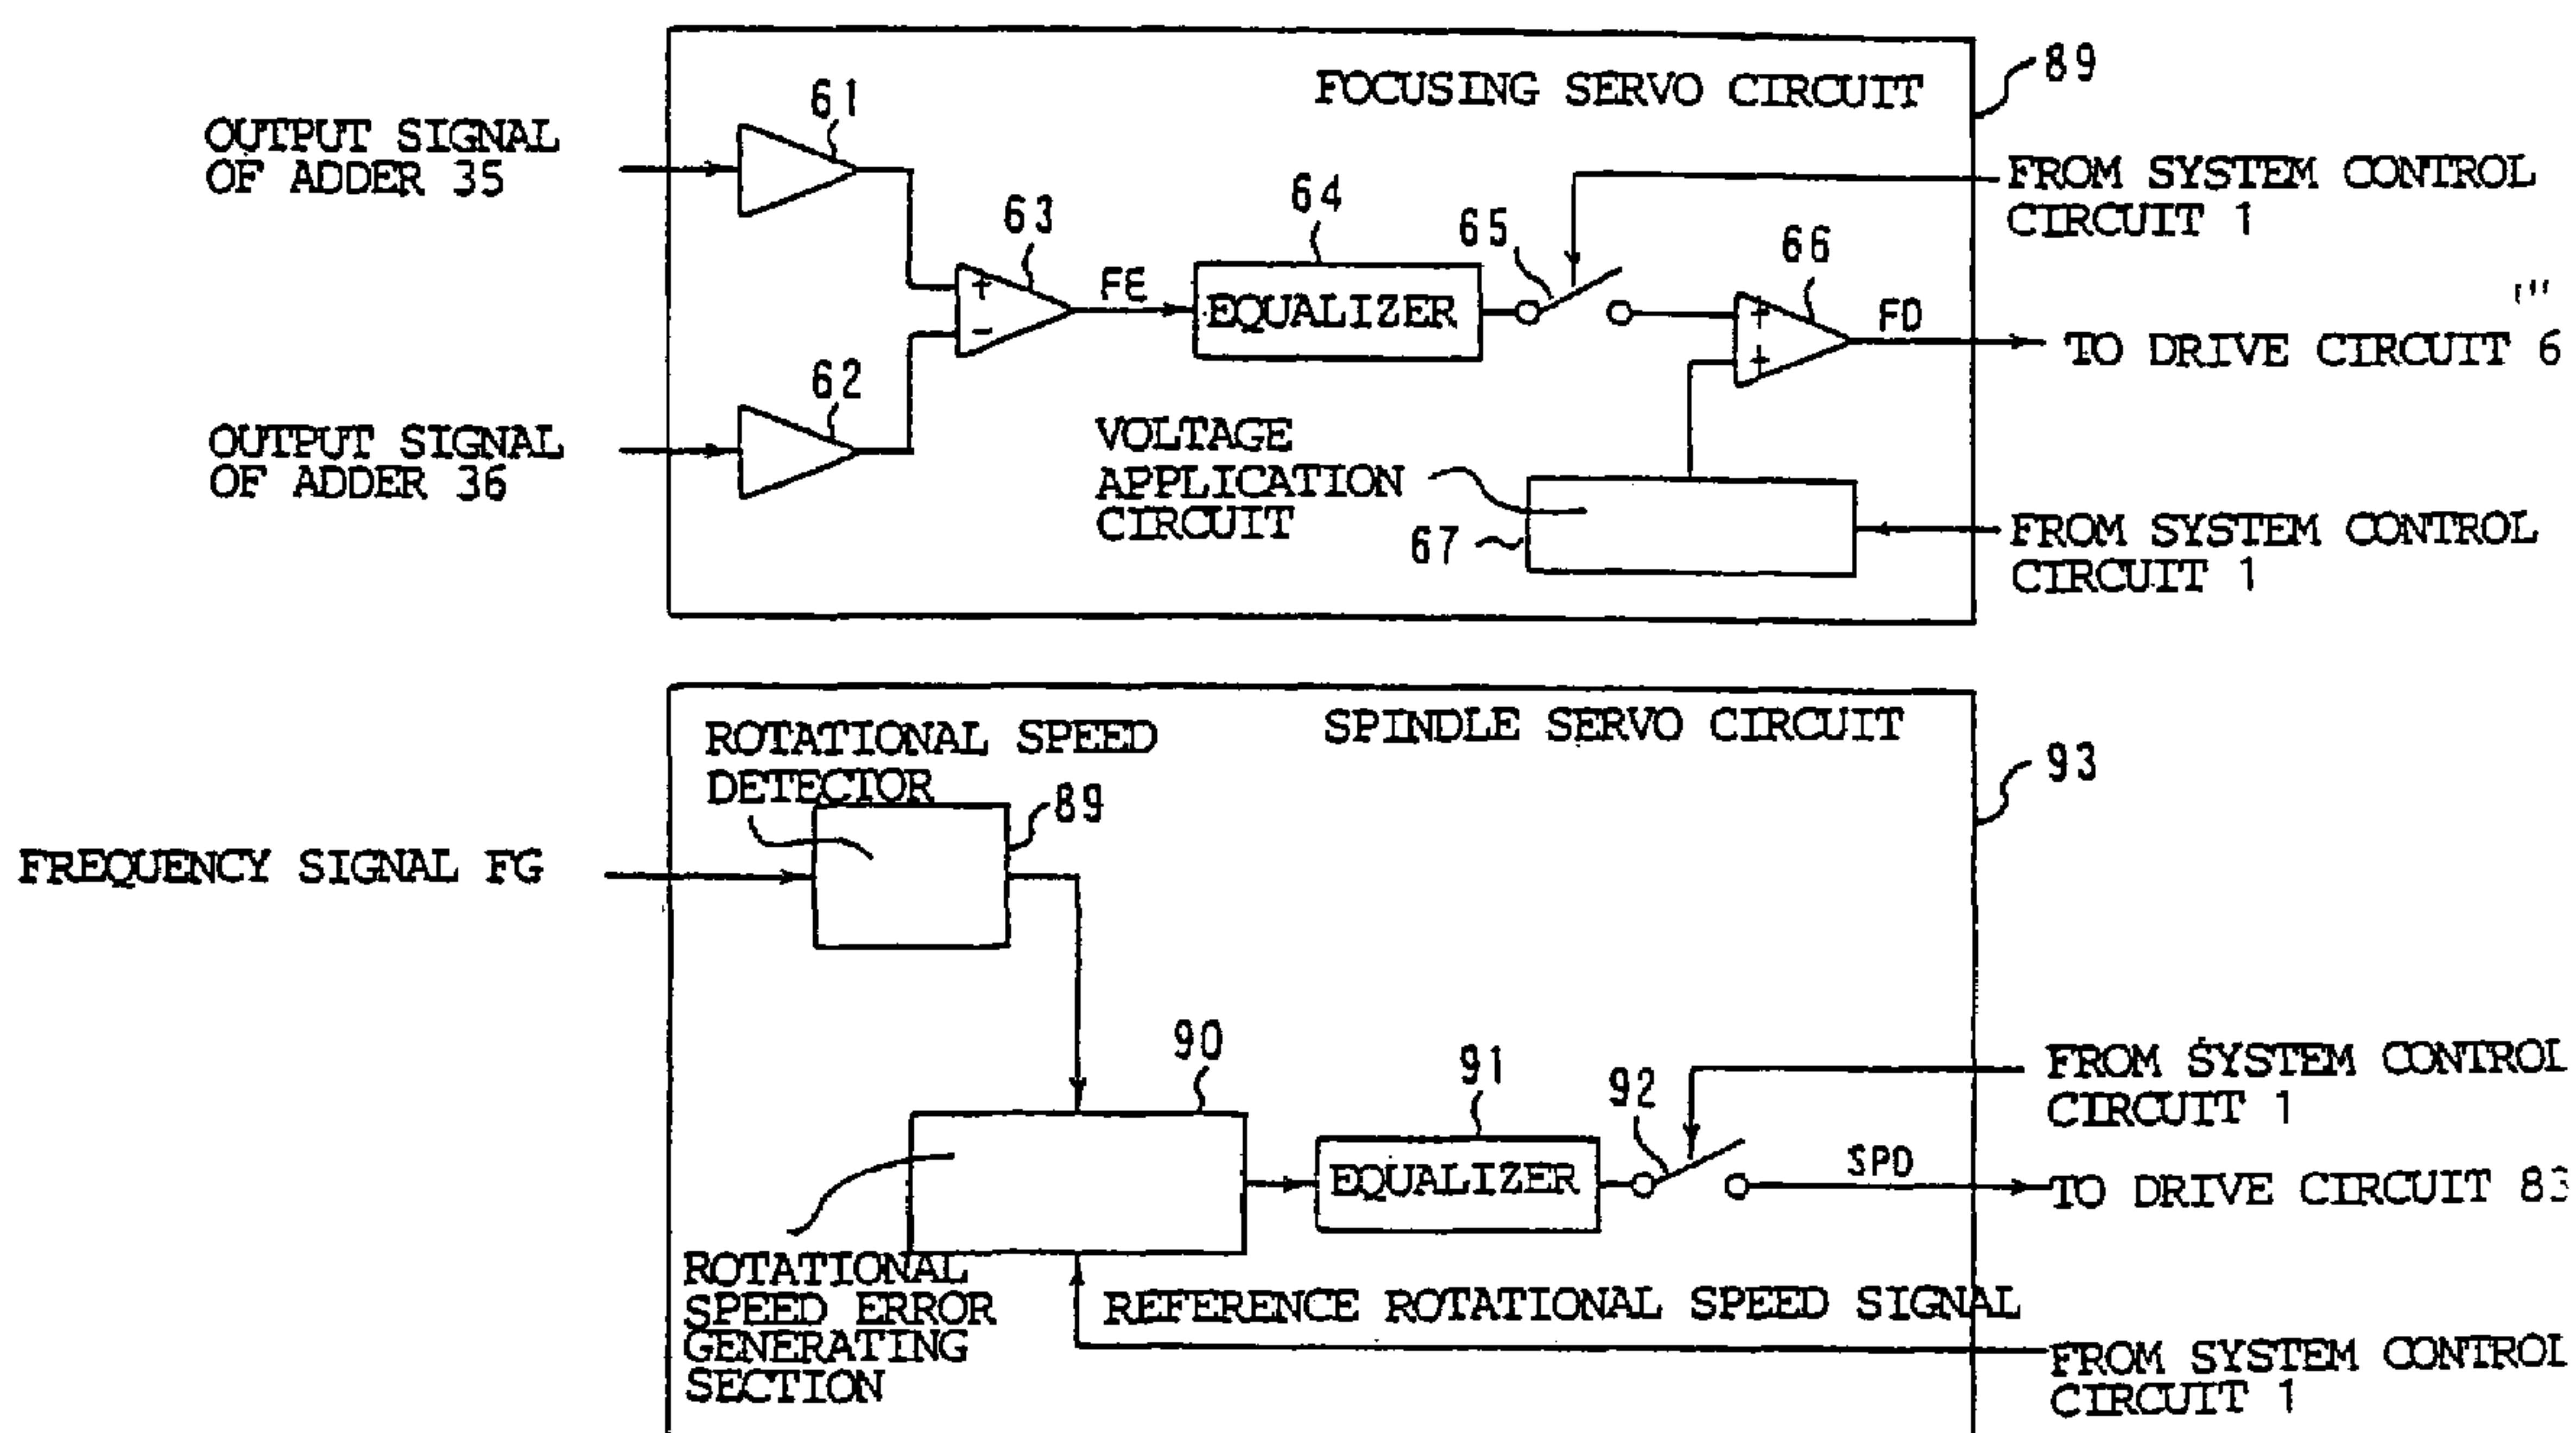 FOCUSING SERVO CIRCUIT
89
61
OUTPUT SIGNAL
OF ADDER 35
FROM SYSTEM CONTROL
CIRCUIT 1
63
64
65
66
+
-
FE
EQUALIZER
+
+
FD
TO DRIVE CIRCUIT 6
62
OUTPUT SIGNAL
OF ADDER 36
VOLTAGE
APPLICATION
CIRCUIT
67
FROM SYSTEM CONTROL
CIRCUIT 1
SPINDLE SERVO CIRCUIT
93
ROTATIONAL SPEED
DETECTOR
89
FREQUENCY SIGNAL FG
90
91
92
FROM SYSTEM CONTROL
CIRCUIT 1
EQUALIZER
SPD
TO DRIVE CIRCUIT 83
ROTATIONAL
SPEED ERROR
GENERATING
SECTION
REFERENCE ROTATIONAL SPEED SIGNAL
FROM SYSTEM CONTROL
CIRCUIT 1